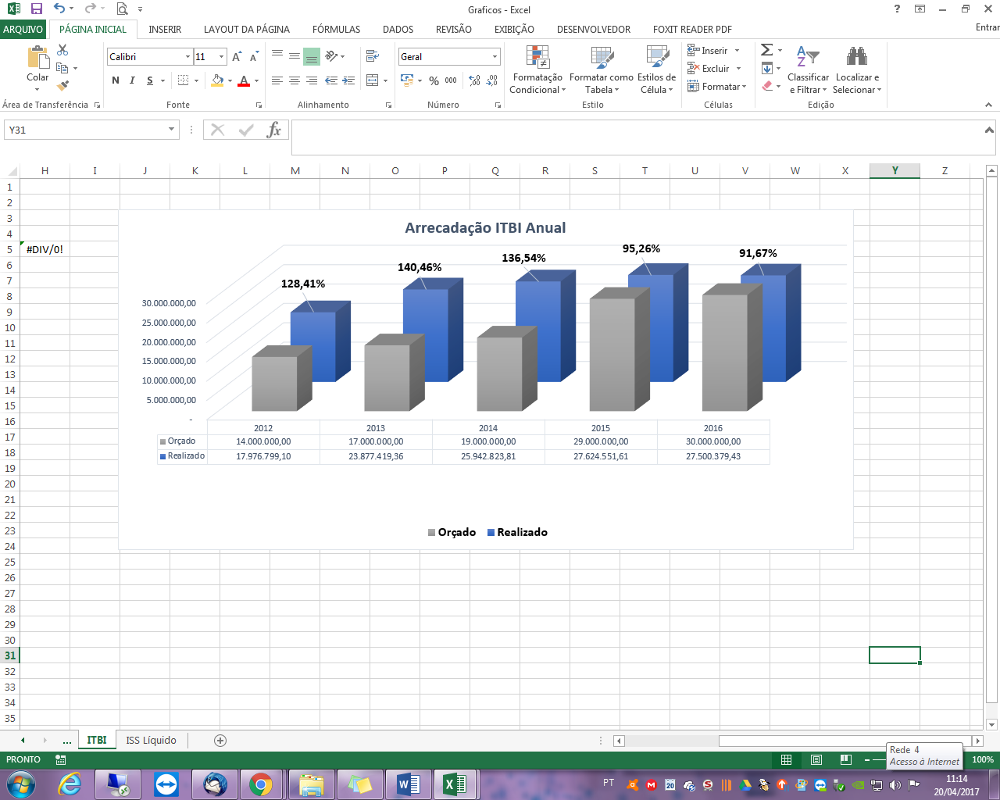 Graficos - Excel
?
ARQUIVO PÁGINA INICIAL INSERIR LAYOUT DA PÁGINA FÓRMULAS DADOS REVISÃO EXIBIÇÃO DESENVOLVEDOR FOXIT READER PDF Entrar
Colar
Calibri 11
A A
N I S A
Geral
% 000
Formatação Condicional
Formatar como Tabela
Estilos de Célula
Inserir
Excluir
Formatar
Classificar e Filtrar
Localizar e Selecionar
Área de Transferência Fonte Alinhamento Número Estilo Células Edição
Y31 fx
H I J K L M N O P Q R S T U V W X Y Z
1
2
3
4
5
6
7
8
9
10
11
12
13
14
15
16
17
18
19
20
21
22
23
24
25
26
27
28
29
30
31
32
33
34
35
#DIV/0!
Arrecadação ITBI Anual
128,41% 140,46% 136,54% 95,26% 91,67%
30.000.000,00
25.000.000,00
20.000.000,00
15.000.000,00
10.000.000,00
5.000.000,00
-
2012 2013 2014 2015 2016
Orçado 14.000.000,00 17.000.000,00 19.000.000,00 29.000.000,00 30.000.000,00
Realizado 17.976.799,10 23.877.419,36 25.942.823,81 27.624.551,61 27.500.379,43
Orçado Realizado
... ITBI ISS Líquido
Rede 4
Acesso à Internet
PRONTO 100%
PT 20 11:14
20/04/2017